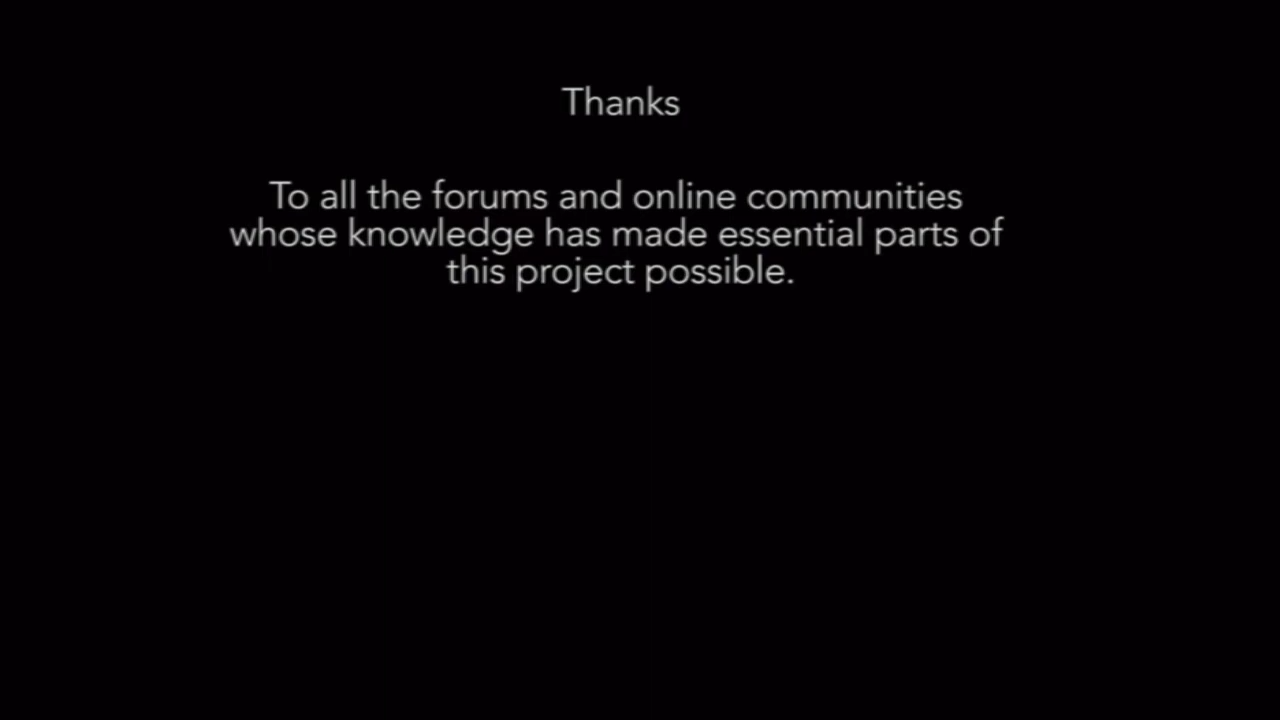 Thanks
To all the forums and online communities
whose knowledge has made essential parts of
this project possible.